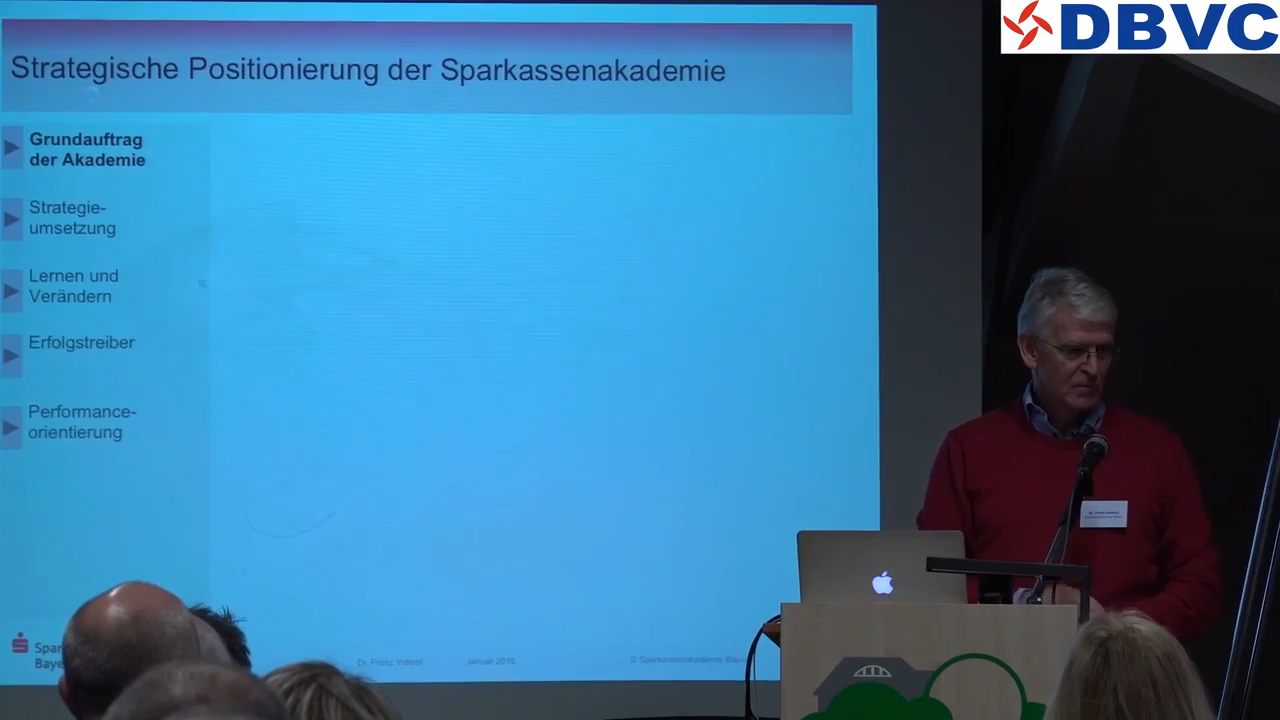 DBVC
Strategische Positionierung der Sparkassenakademie
Grundauftrag
der Akademie
Strategie-
umsetzung
Lernen und
Verändern
Erfolgstreiber
Performance-
orientierung
Dr. Franz Inderst
Januar 2016
© Sparkassenakademie